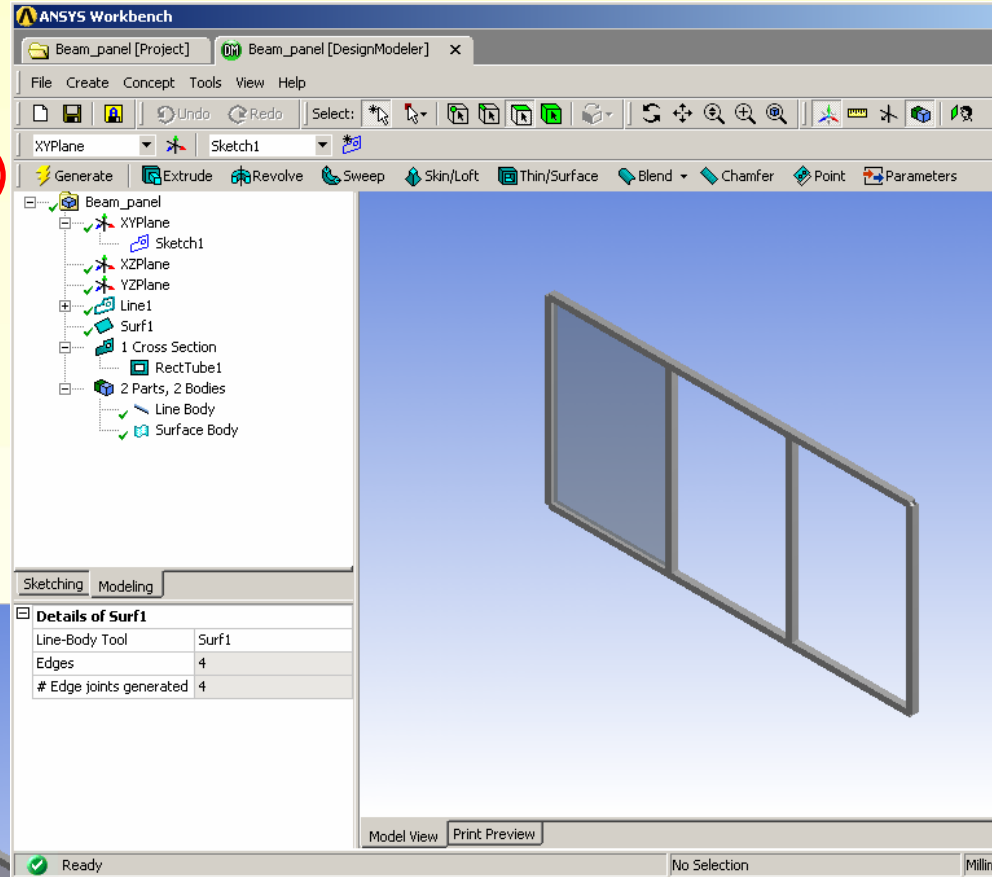 ANSYS Workbench
Beam_panel [Project] DM Beam_panel [DesignModeler] ×
File Create Concept Tools View Help
Undo Redo Select:
XYPlane Sketch1
Generate Extrude Revolve Sweep Skin/Loft Thin/Surface Blend Chamfer Point Parameters
Beam_panel
XYPlane
Sketch1
XZPlane
YZPlane
Line1
Surf1
1 Cross Section
RectTube1
2 Parts, 2 Bodies
Line Body
Surface Body
Sketching Modeling
Details of Surf1
Line-Body Tool Surf1
Edges 4
# Edge joints generated 4
Model View Print Preview
Ready No Selection Millin